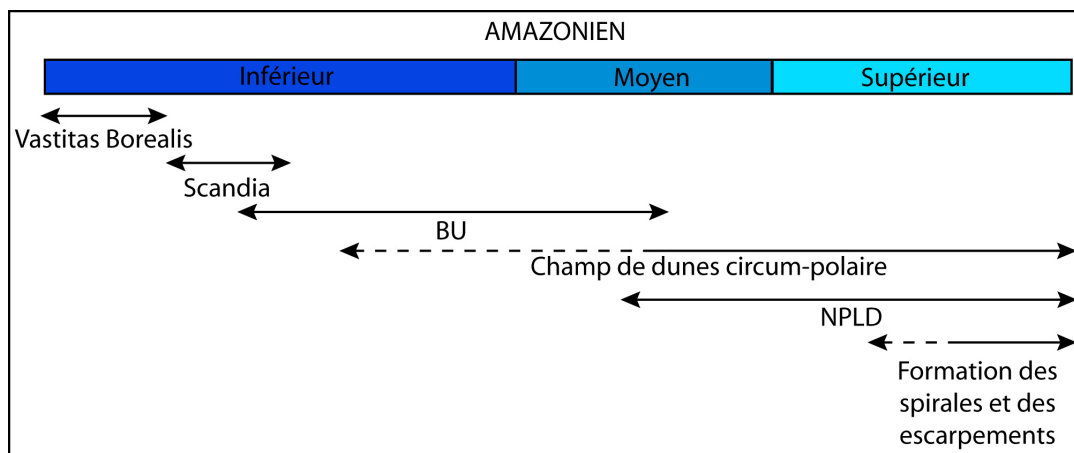 AMAZONIEN
Inférieur Moyen Supérieur
Vastitas Borealis
Scandia
BU
Champ de dunes circum-polaire
NPLD
Formation des
spirales et des
escarpements